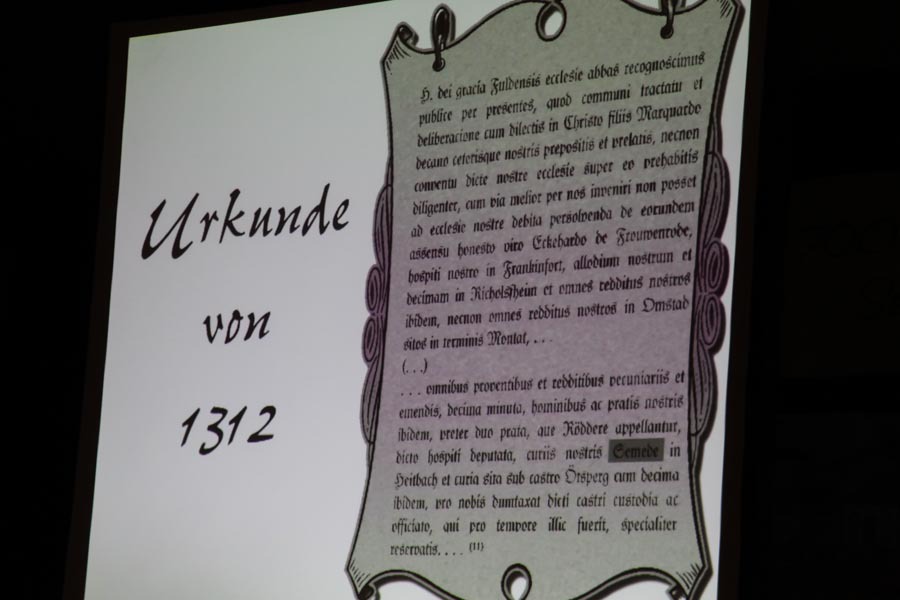 Urkunde
von
1312
H. dei gracia Fuldensis ecclesie abbas recognoscimus
publice per presentes, quod communi tractatu et
deliberacione cum dilectis in Christo filiis Marquardo
decano ceterisque nostris prepositis et prelatis, necnon
conventu dicte nostre ecclesie super eo prehabitis
diligenter, cum via melior per nos inveniri non posset
ad ecclesie nostre debita persolvenda de eorundem
assensu honesto viro Eckehardo de Frouwenrode,
hospiti nostro in Frankinfort, allodium nostrum et
decimam in Richolfsheim et omnes redditus nostros
ibidem, necnon omnes redditus nostros in Omstad
sitos in terminis Montat, . . .
(. . .)
. . . omnibus proventibus et redditibus pecuniariis et
emendis, decima minuta, hominibus ac pratis nostris
ibidem, preter duo prata, que Röddere appellantur,
dicto hospiti deputata, curiis nostris Semede in
Heitbach et curia sita sub castro Otsperg cum decima
ibidem, pro nobis dumtaxat dicti castri custodia ac
officiato, qui pro tempore illic fuerit, specialiter
reservatis. . . . (11)